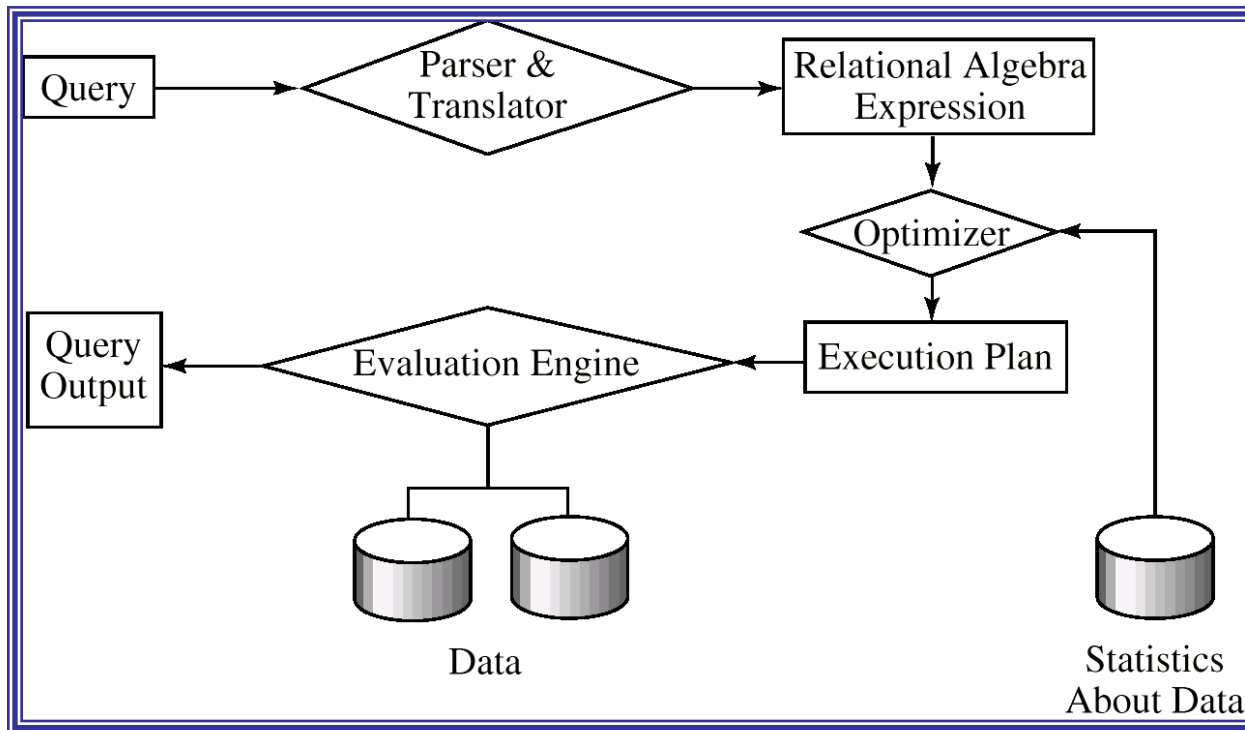 Query
Parser &
Translator
Relational Algebra
Expression
Optimizer
Query
Output
Evaluation Engine
Execution Plan
Data
Statistics
About Data